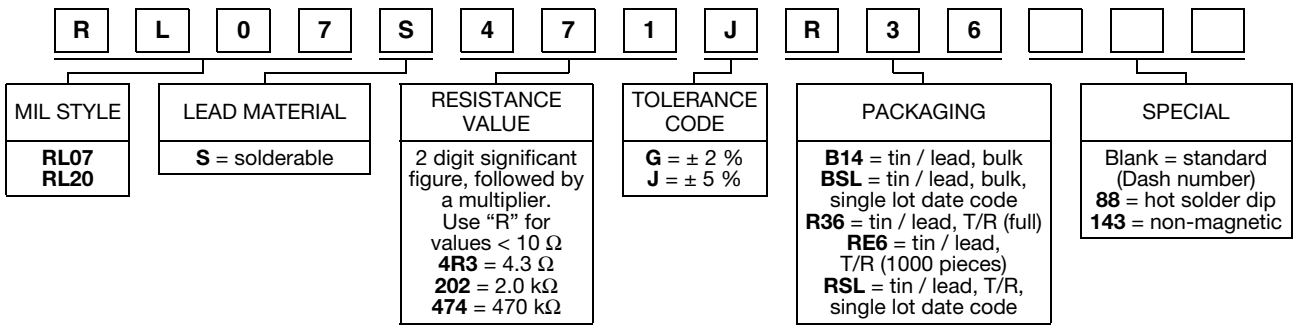 R L 0 7 S 4 7 1 J R 3 6
MIL STYLE
RL07
RL20
LEAD MATERIAL
S = solderable
RESISTANCE
VALUE
2 digit significant
figure, followed by
a multiplier.
Use “R” for
values < 10 Ω
4R3 = 4.3 Ω
202 = 2.0 kΩ
474 = 470 kΩ
TOLERANCE
CODE
G = ± 2 %
J = ± 5 %
PACKAGING
B14 = tin / lead, bulk
BSL = tin / lead, bulk,
single lot date code
R36 = tin / lead, T/R (full)
RE6 = tin / lead,
T/R (1000 pieces)
RSL = tin / lead, T/R,
single lot date code
SPECIAL
Blank = standard
(Dash number)
88 = hot solder dip
143 = non-magnetic